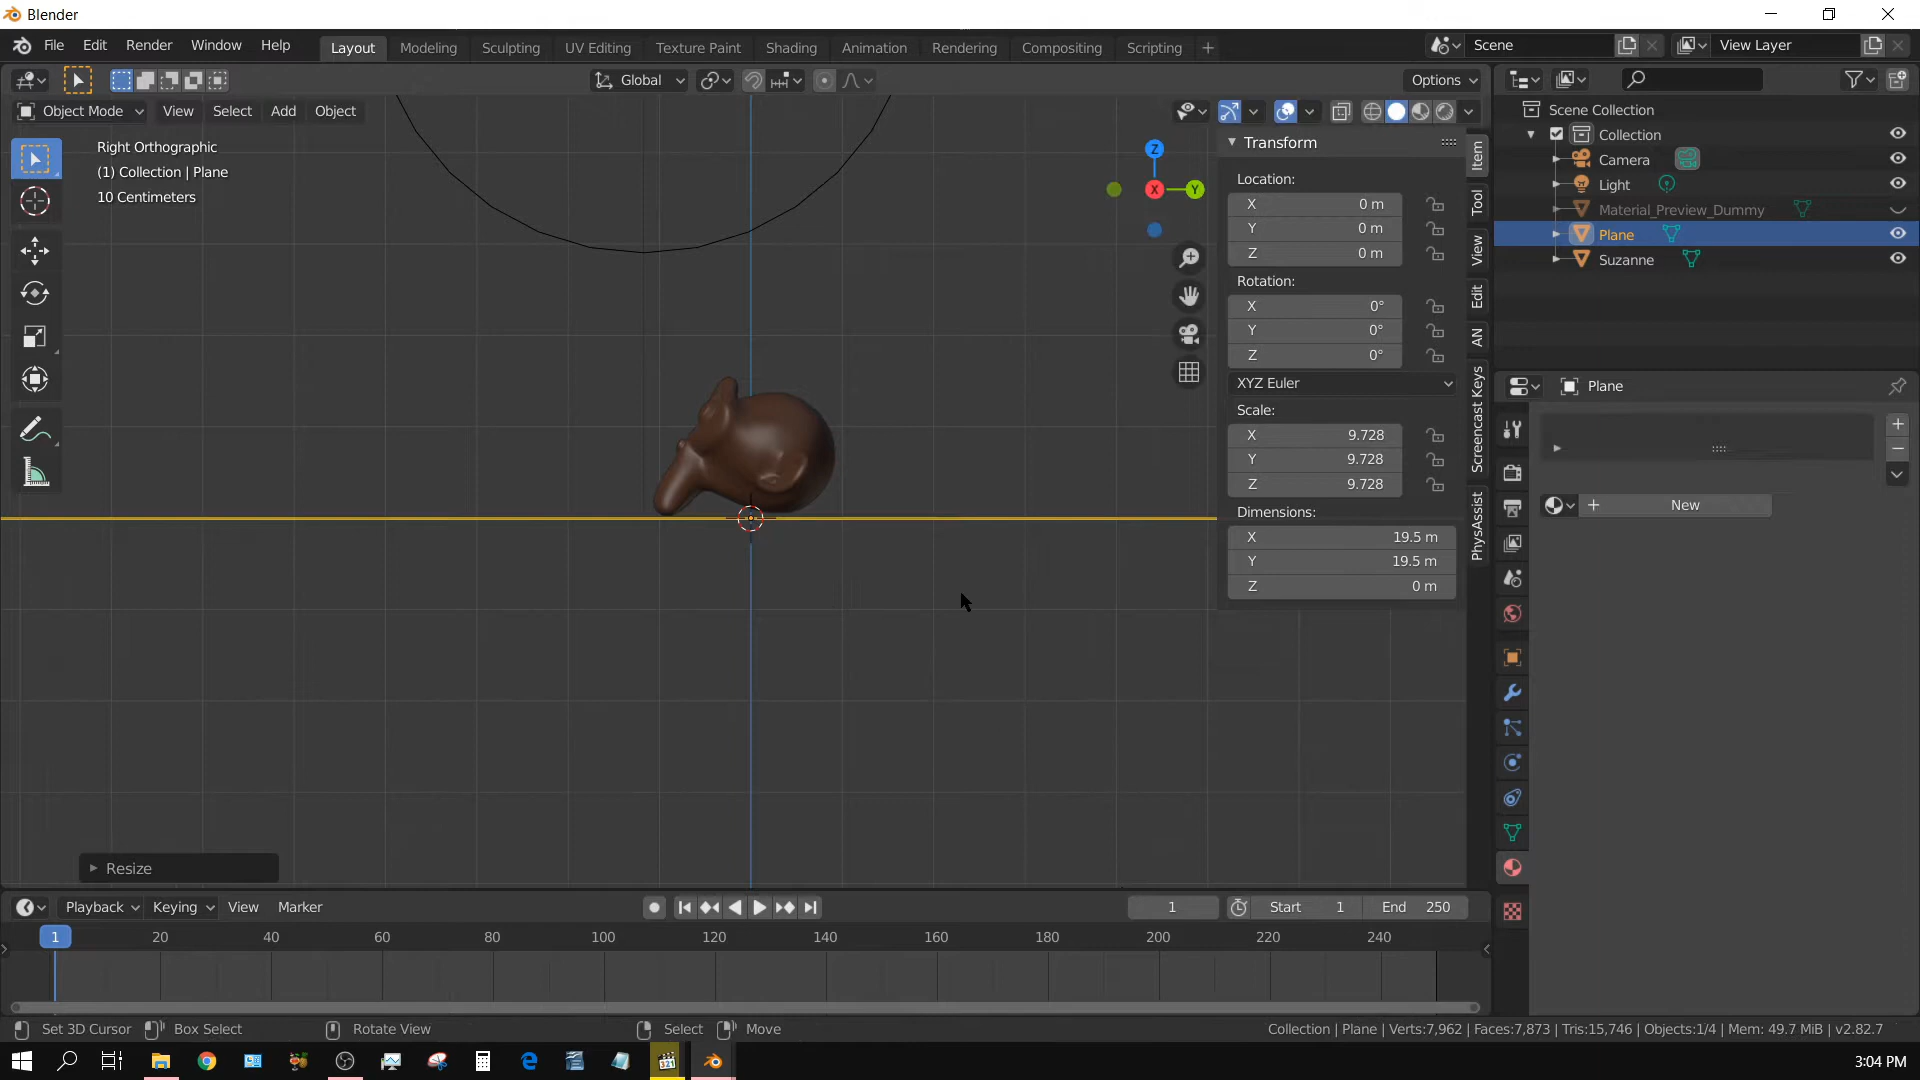 Blender
File Edit Render Window Help Layout Modeling Sculpting UV Editing Texture Paint Shading Animation Rendering Compositing Scripting + Scene View Layer
Global Options
Object Mode View Select Add Object
Right Orthographic
(1) Collection | Plane
10 Centimeters
Z
Y
X
Transform
Location:
X 0 m
Y 0 m
Z 0 m
Rotation:
X 0°
Y 0°
Z 0°
XYZ Euler
Scale:
X 9.728
Y 9.728
Z 9.728
Dimensions:
X 19.5 m
Y 19.5 m
Z 0 m
Item
Tool
View
Edit
AN
Screencast Keys
PhysAssist
Scene Collection
Collection
Camera
Light
Material_Preview_Dummy
Plane
Suzanne
Plane
+ New
Resize
Playback Keying View Marker 1 Start 1 End 250
1 20 40 60 80 100 120 140 160 180 200 220 240
Set 3D Cursor Box Select Rotate View Select Move Collection | Plane | Verts:7,962 | Faces:7,873 | Tris:15,746 | Objects:1/4 | Mem: 49.7 MiB | v2.82.7
321
3:04 PM